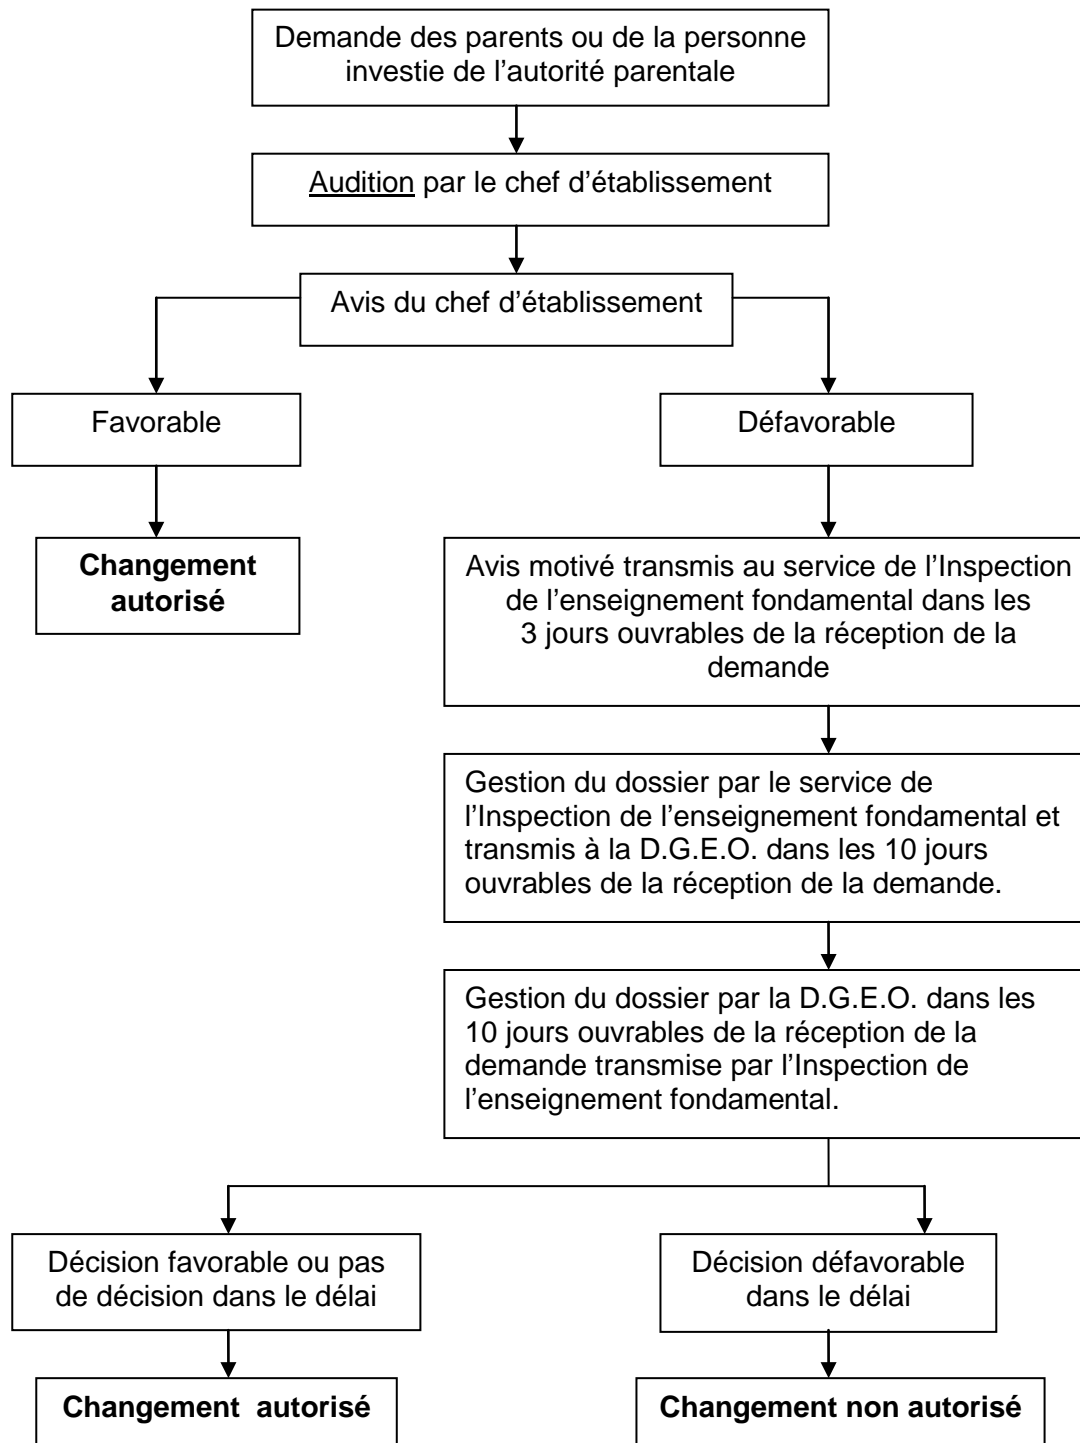 Demande des parents ou de la personne
investie de l’autorité parentale
Audition par le chef d’établissement
Avis du chef d’établissement
Favorable
Défavorable
Changement
autorisé
Avis motivé transmis au service de l’Inspection
de l’enseignement fondamental dans les
3 jours ouvrables de la réception de la
demande
Gestion du dossier par le service de
l’Inspection de l’enseignement fondamental et
transmis à la D.G.E.O. dans les 10 jours
ouvrables de la réception de la demande.
Gestion du dossier par la D.G.E.O. dans les
10 jours ouvrables de la réception de la
demande transmise par l’Inspection de
l’enseignement fondamental.
Décision favorable ou pas
de décision dans le délai
Décision défavorable
dans le délai
Changement autorisé
Changement non autorisé